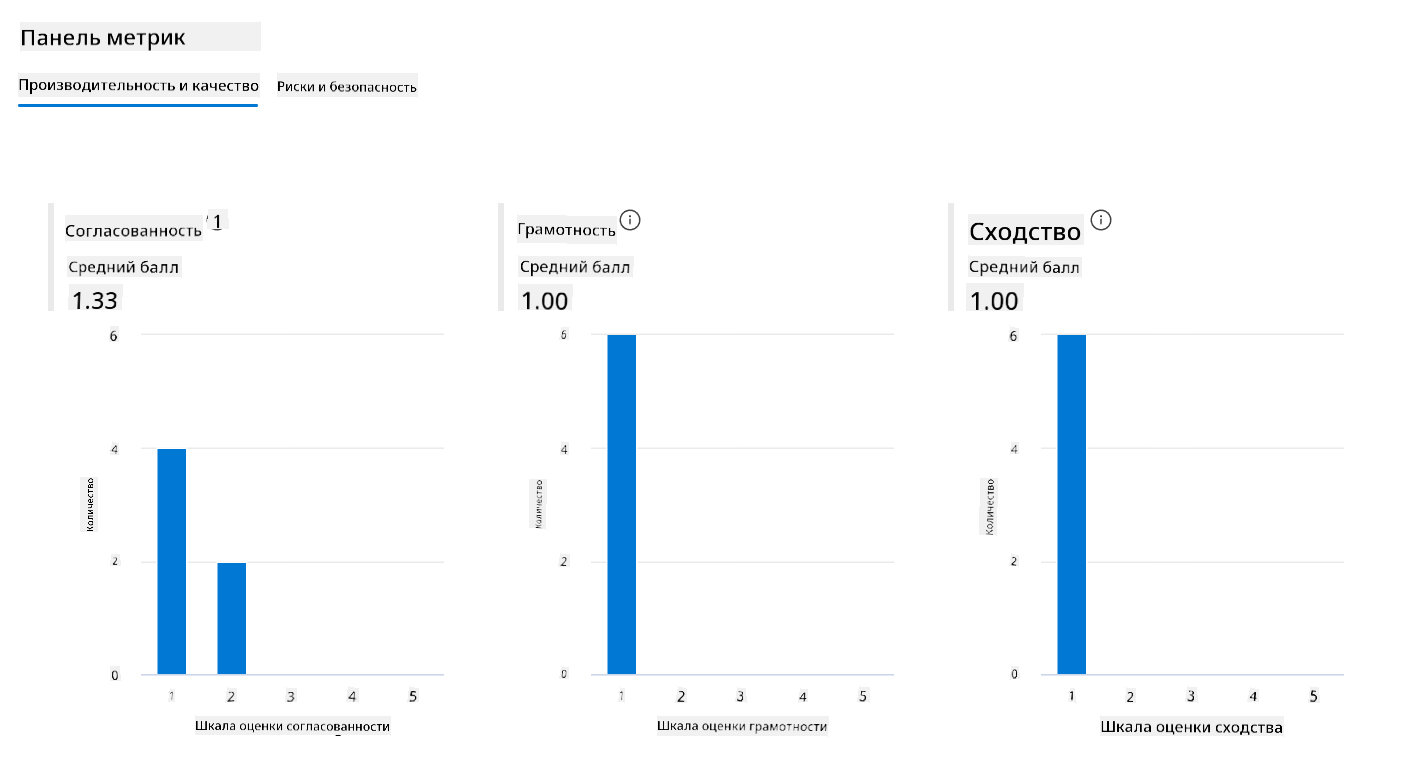 Панель метрик
Производительность и качество
Риски и безопасность
Согласованность 1
Средний балл
1.33
6
4
2
0
Количество
1 2 3 4 5
Шкала оценки согласованности
Грамотность
Средний балл
1.00
6
4
2
0
Количество
1 2 3 4 5
Шкала оценки грамотности
Сходство
Средний балл
1.00
6
4
2
0
Количество
1 2 3 4 5
Шкала оценки сходства